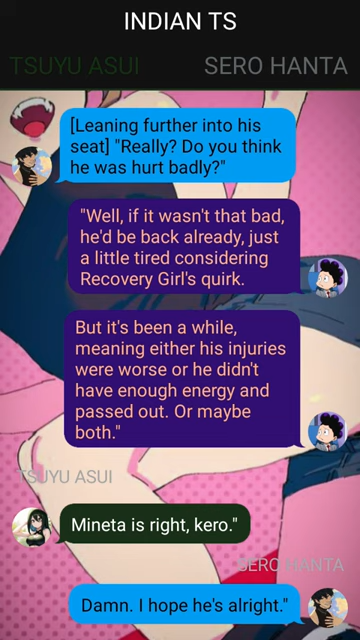 INDIAN TS
TSUYU ASUI
SERO HANTA
[Leaning further into his
seat] "Really? Do you think
he was hurt badly?"
"Well, if it wasn't that bad,
he'd be back already, just
a little tired considering
Recovery Girl's quirk.
But it's been a while,
meaning either his injuries
were worse or he didn't
have enough energy and
passed out. Or maybe
both."
TSUYU ASUI
Mineta is right, kero."
SERO HANTA
Damn. I hope he's alright."